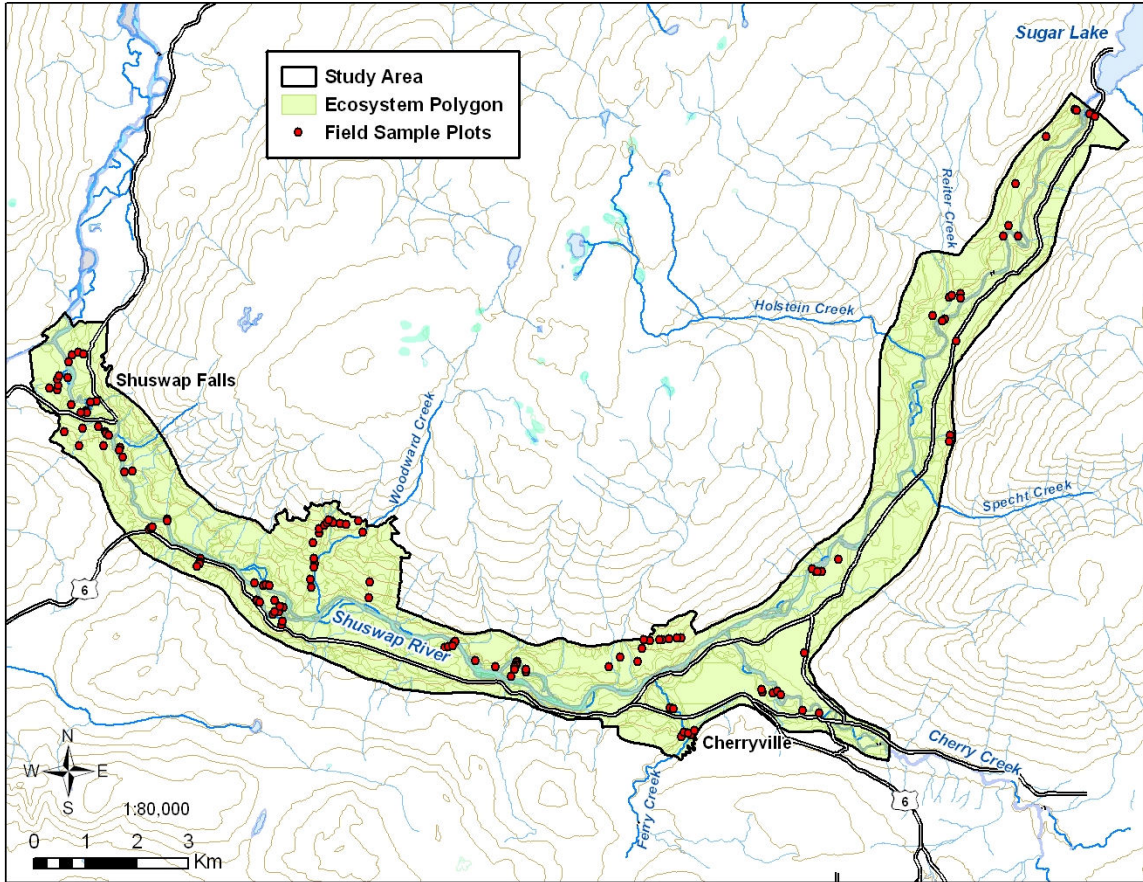 Sugar Lake
Study Area
Ecosystem Polygon
Field Sample Plots
Reiter Creek
Holstein Creek
Shuswap Falls
Woodward Creek
Specht Creek
6
Shuswap River
Cherryville
Cherry Creek
Ferry Creek
6
N
W E
S
1:80,000
0 1 2 3
Km